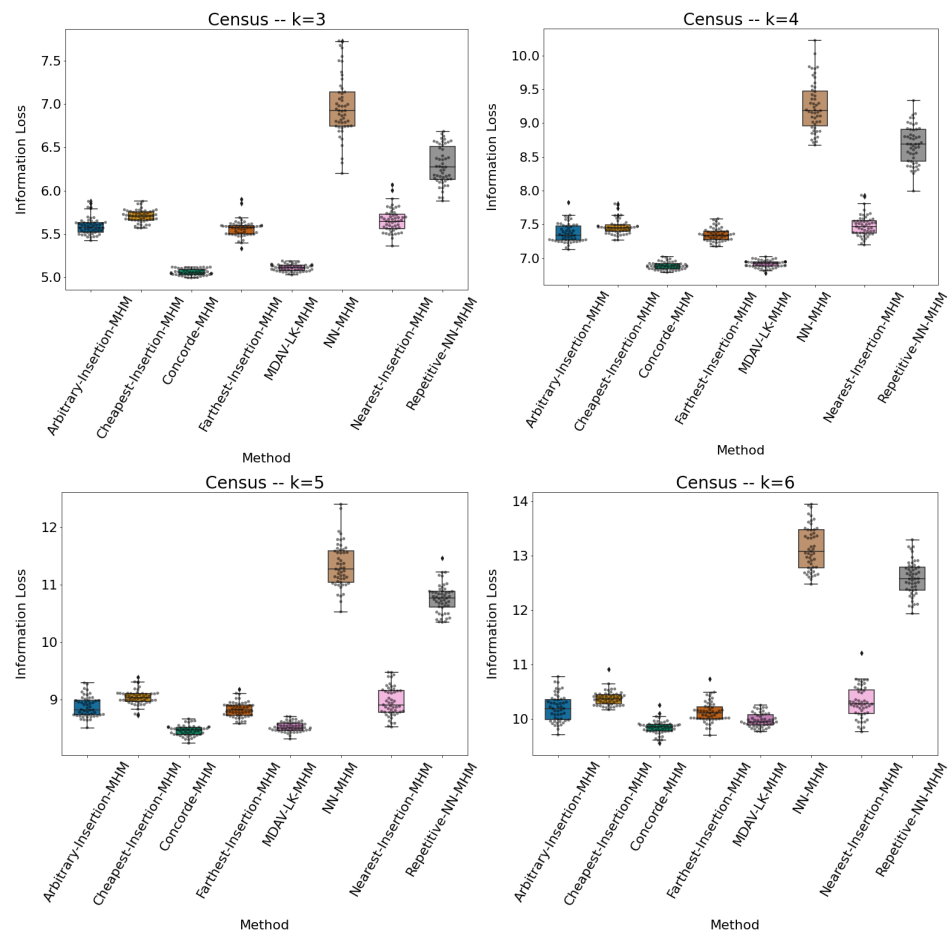 Census -- k=3
Information Loss
7.5
7.0
6.5
6.0
5.5
5.0
Arbitrary-Insertion-MHM
Cheapest-Insertion-MHM
Concorde-MHM
Farthest-Insertion-MHM
MDAV-LK-MHM
NN-MHM
Nearest-Insertion-MHM
Repetitive-NN-MHM
Method
Census -- k=4
Information Loss
10.0
9.5
9.0
8.5
8.0
7.5
7.0
Arbitrary-Insertion-MHM
Cheapest-Insertion-MHM
Concorde-MHM
Farthest-Insertion-MHM
MDAV-LK-MHM
NN-MHM
Nearest-Insertion-MHM
Repetitive-NN-MHM
Method
Census -- k=5
Information Loss
12
11
10
9
Arbitrary-Insertion-MHM
Cheapest-Insertion-MHM
Concorde-MHM
Farthest-Insertion-MHM
MDAV-LK-MHM
NN-MHM
Nearest-Insertion-MHM
Repetitive-NN-MHM
Method
Census -- k=6
Information Loss
14
13
12
11
10
Arbitrary-Insertion-MHM
Cheapest-Insertion-MHM
Concorde-MHM
Farthest-Insertion-MHM
MDAV-LK-MHM
NN-MHM
Nearest-Insertion-MHM
Repetitive-NN-MHM
Method